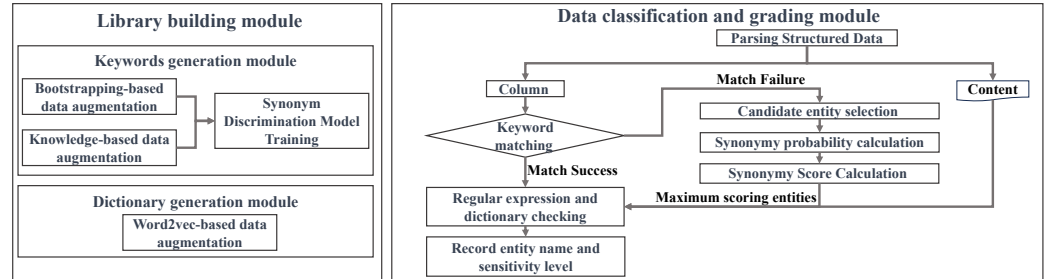 Library building module
Keywords generation module
Bootstrapping-based
data augmentation
Knowledge-based data
augmentation
Synonym
Discrimination Model
Training
Dictionary generation module
Word2vec-based data
augmentation
Data classification and grading module
Parsing Structured Data
Match Failure
Column
Content
Keyword
matching
Candidate entity selection
Synonymy probability calculation
Synonymy Score Calculation
Match Success
Maximum scoring entities
Regular expression and
dictionary checking
Record entity name and
sensitivity level